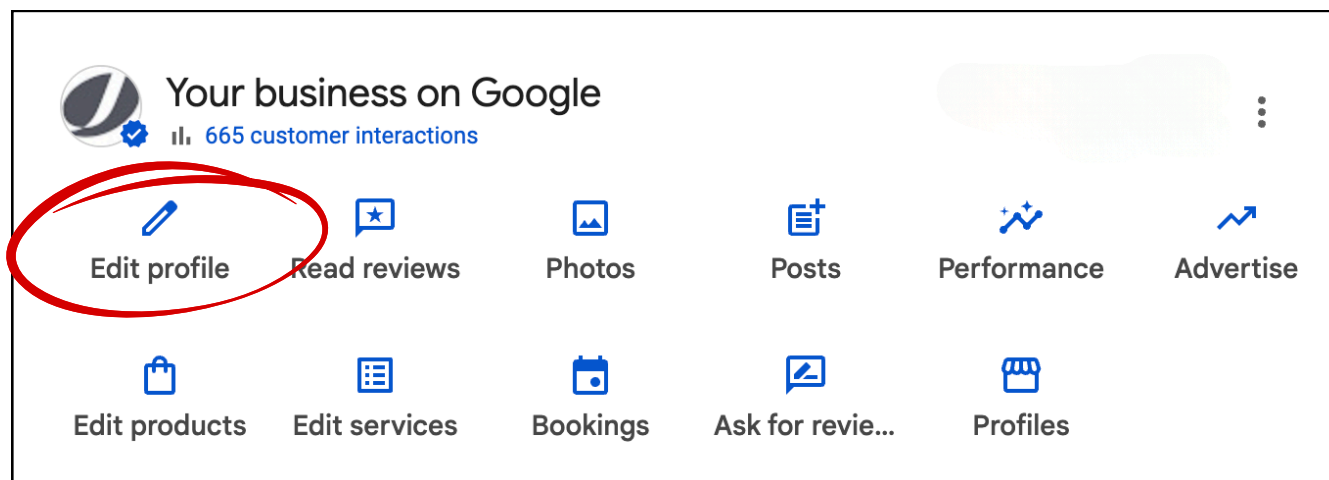 Your business on Google
665 customer interactions
Edit profile
Read reviews
Photos
Posts
Performance
Advertise
Edit products
Edit services
Bookings
Ask for revie...
Profiles